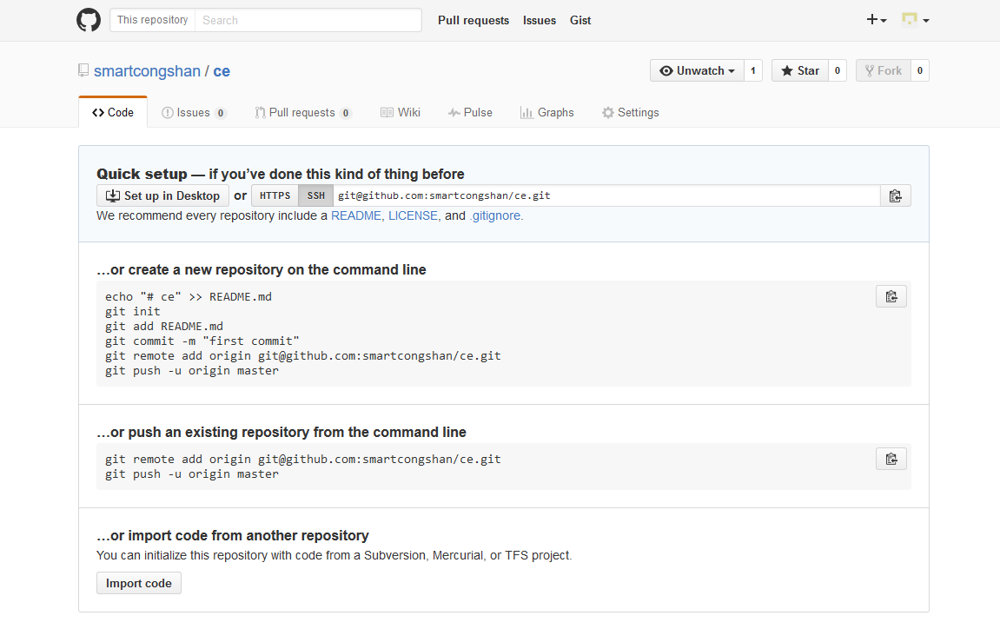 This repository Search Pull requests Issues Gist
smartcongshan / ce Unwatch 1 Star 0 Fork 0
Code Issues 0 Pull requests 0 Wiki Pulse Graphs Settings
Quick setup — if you’ve done this kind of thing before
Set up in Desktop or HTTPS SSH git@github.com:smartcongshan/ce.git
We recommend every repository include a README, LICENSE, and .gitignore.
…or create a new repository on the command line
echo "# ce" >> README.md
git init
git add README.md
git commit -m "first commit"
git remote add origin git@github.com:smartcongshan/ce.git
git push -u origin master
…or push an existing repository from the command line
git remote add origin git@github.com:smartcongshan/ce.git
git push -u origin master
…or import code from another repository
You can initialize this repository with code from a Subversion, Mercurial, or TFS project.
Import code